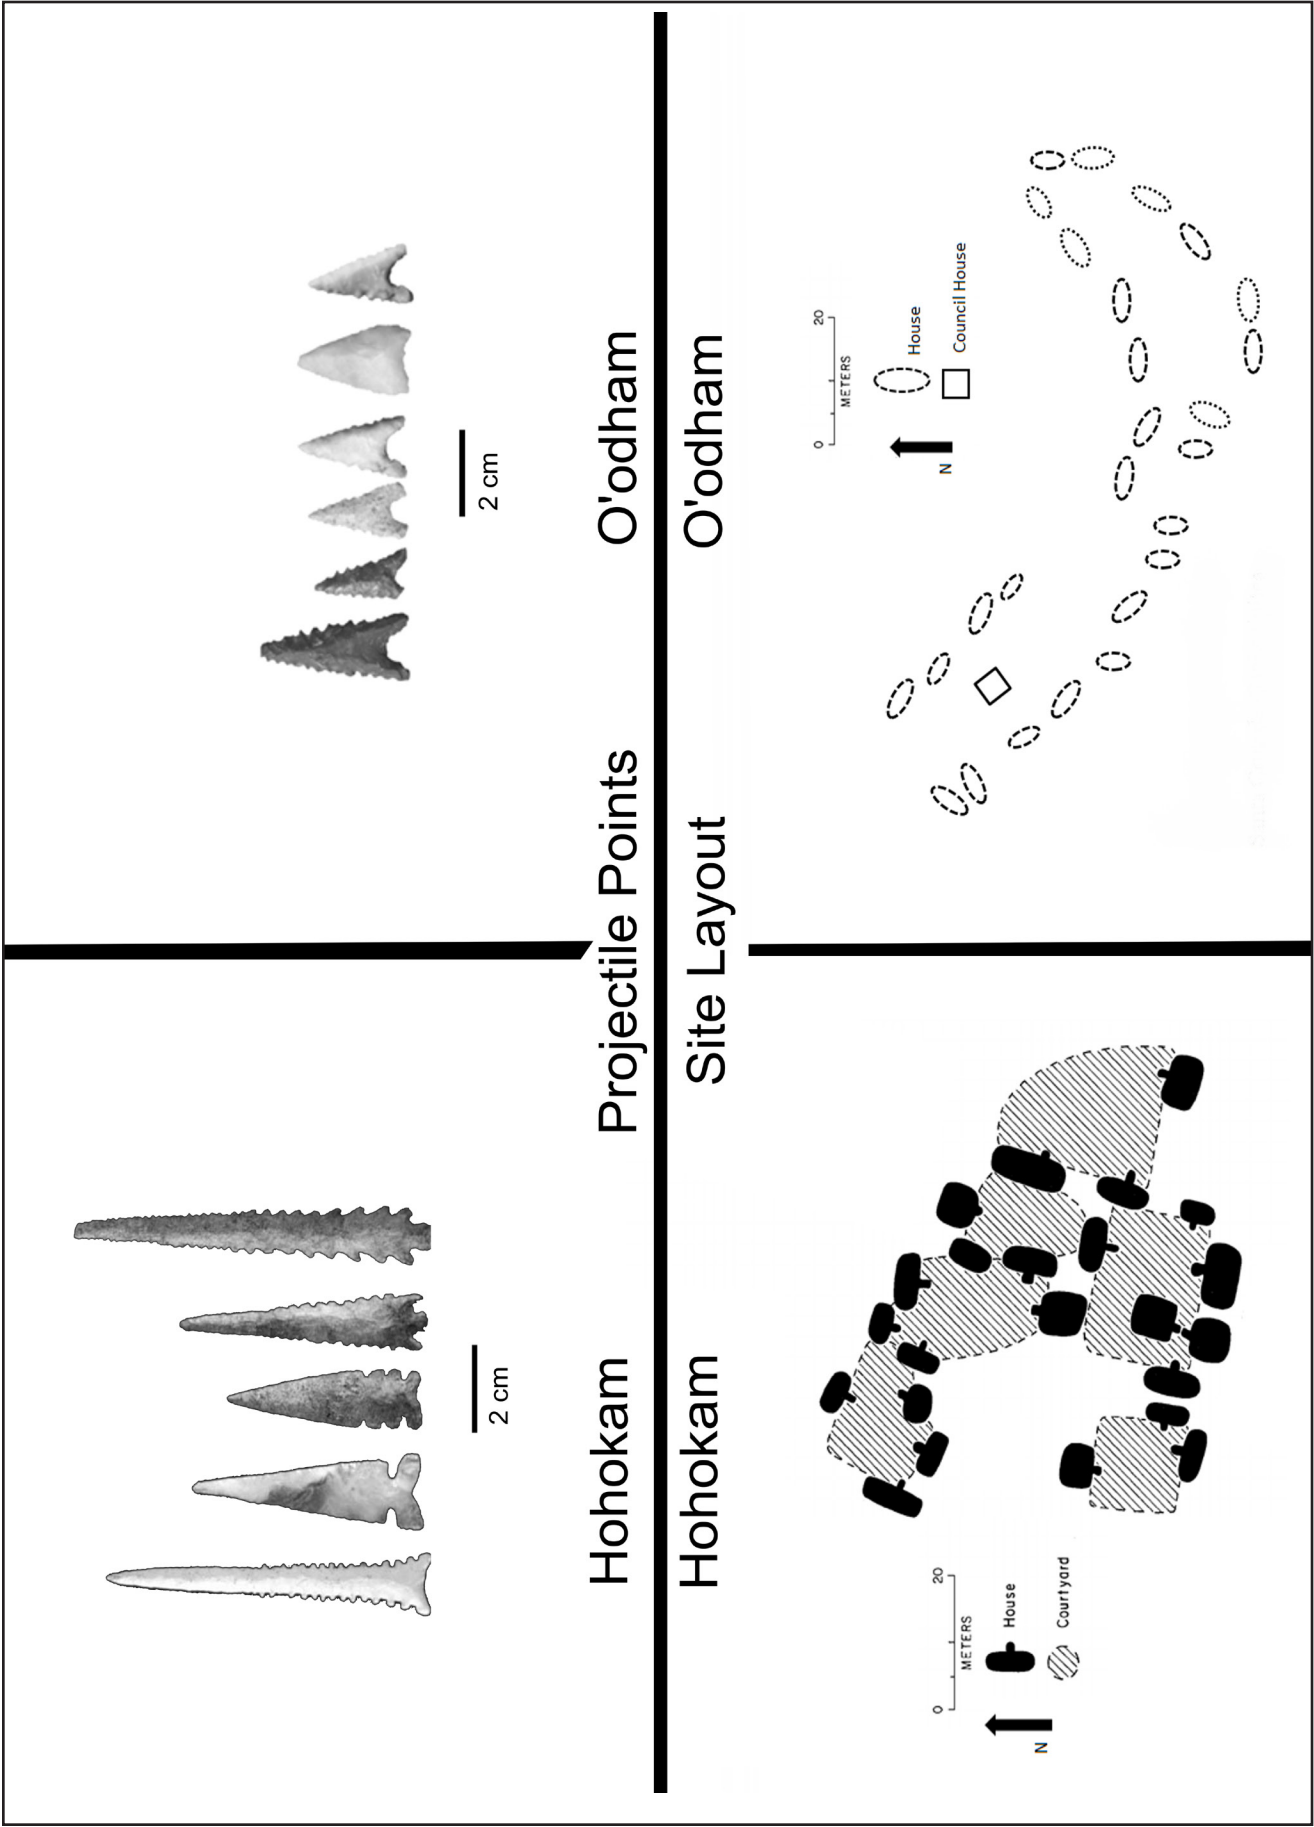 2 cm
2 cm
Hohokam
Projectile Points
O'odham
Hohokam
Site Layout
O'odham
0
20
METERS
House
Courtyard
N
0
20
METERS
House
Council House
N